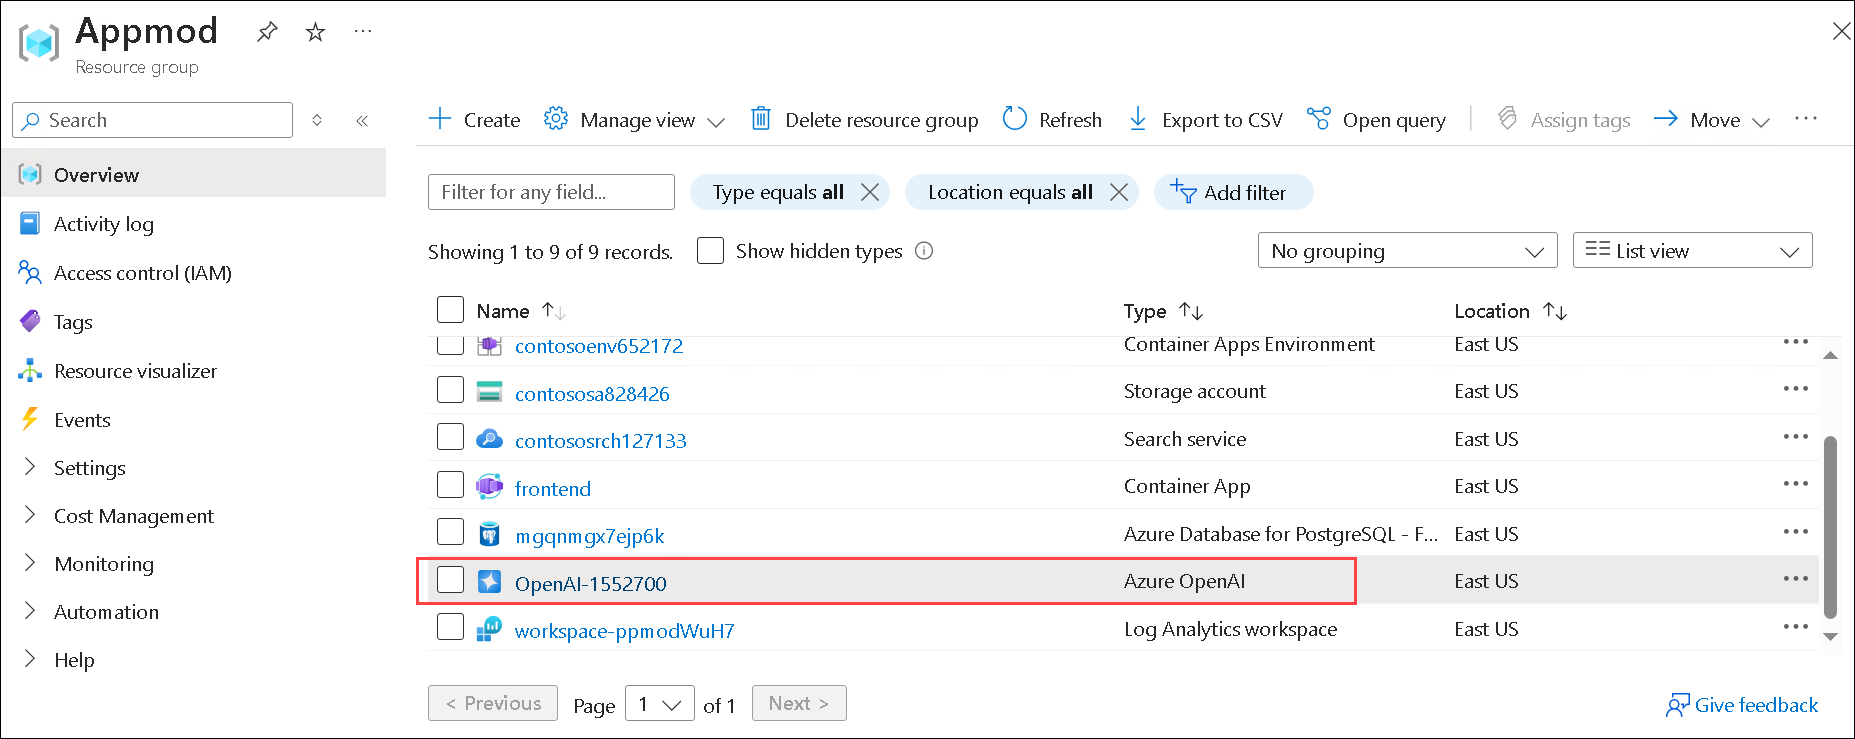 Appmod
Resource group
Search
Overview
Activity log
Access control (IAM)
Tags
Resource visualizer
Events
Settings
Cost Management
Monitoring
Automation
Help
Create Manage view Delete resource group Refresh Export to CSV Open query Assign tags Move
Filter for any field... Type equals all Location equals all Add filter
Showing 1 to 9 of 9 records. Show hidden types No grouping List view
Name Type Location
contosoenv652172 Container Apps Environment East US
contososa828426 Storage account East US
contososrch127133 Search service East US
frontend Container App East US
mgqnmgx7ejp6k Azure Database for PostgreSQL - F... East US
OpenAI-1552700 Azure OpenAI East US
workspace-ppmodWuH7 Log Analytics workspace East US
< Previous Page 1 of 1 Next >
Give feedback